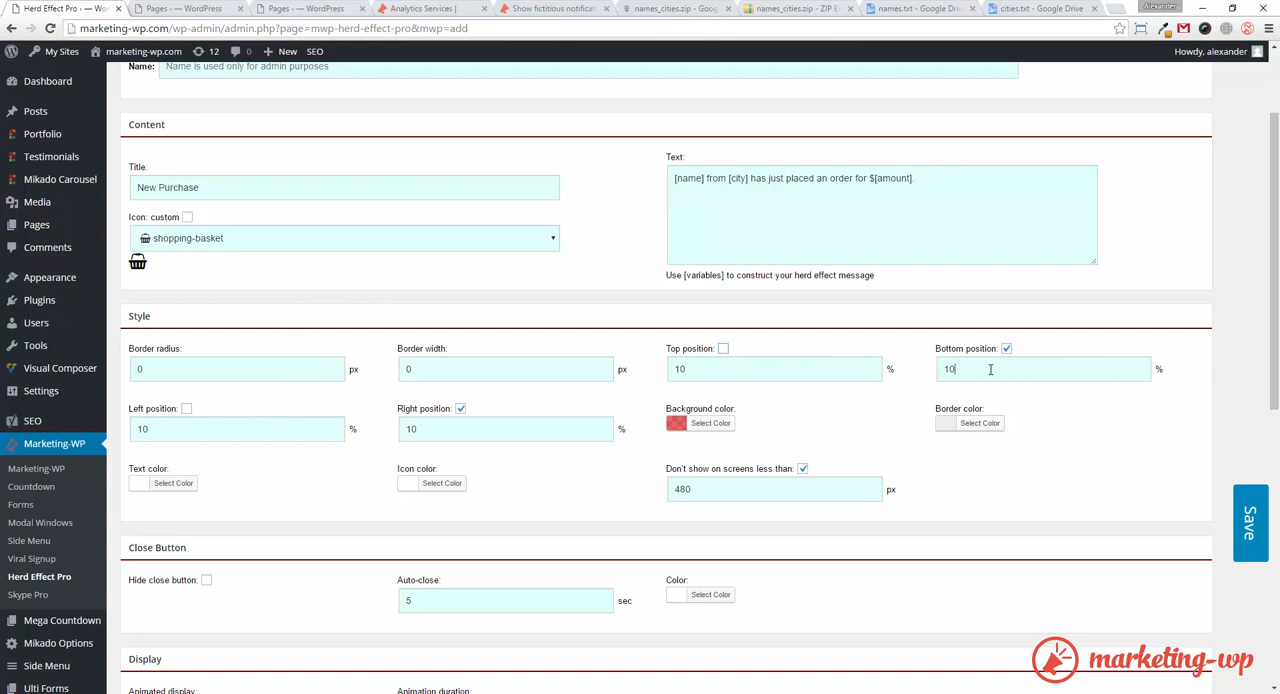 Herd Effect Pro ‹ — Wo
Pages ‹ — WordPress
Pages ‹ — WordPress
Analytics Services |
Show fictitious notificat
names_cities.zip - Goog
names_cities.zip - ZIP E
names.txt - Google Driv
cities.txt - Google Drive
Alexander
marketing-wp.com/wp-admin/admin.php?page=mwp-herd-effect-pro&mwp=add
My Sites
marketing-wp.com
12
0
+ New
SEO
Howdy, alexander
Dashboard
Posts
Portfolio
Testimonials
Mikado Carousel
Media
Pages
Comments
Appearance
Plugins
Users
Tools
Visual Composer
Settings
SEO
Marketing-WP
Marketing-WP
Countdown
Forms
Modal Windows
Side Menu
Viral Signup
Herd Effect Pro
Skype Pro
Mega Countdown
Mikado Options
Side Menu
Ulti Forms
Name:
Name is used only for admin purposes
Content
Title:
New Purchase
Icon: custom
shopping-basket
Text:
[name] from [city] has just placed an order for $[amount].
Use [variables] to construct your herd effect message
Style
Border radius:
0
px
Border width:
0
px
Top position:
10
%
Bottom position:
10
%
Left position:
10
%
Right position:
10
%
Background color:
Select Color
Border color:
Select Color
Text color:
Select Color
Icon color:
Select Color
Don't show on screens less than:
480
px
Close Button
Hide close button:
Auto-close:
5
sec
Color:
Select Color
Display
Animated display:
Animation duration:
Save
marketing-wp